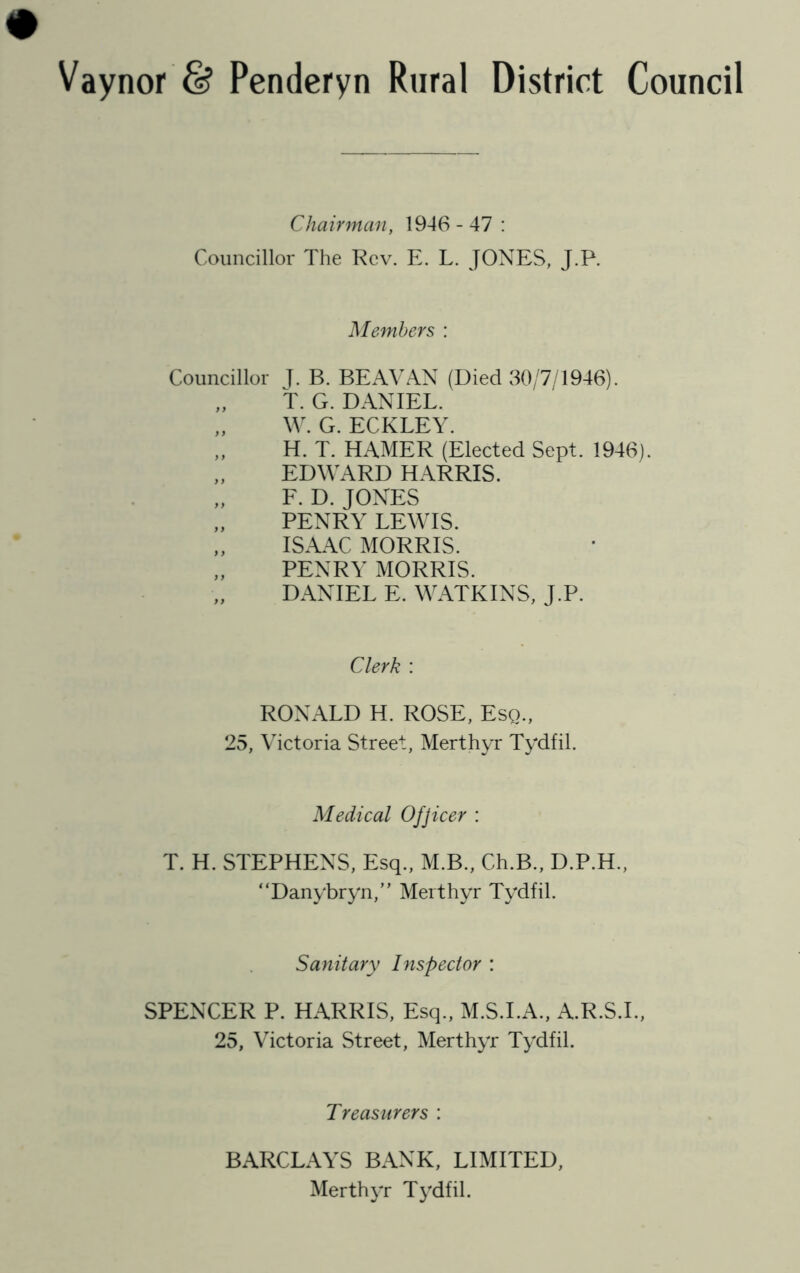 Vaynor & Penderyn Rural District Council
Chairman, 1946 - 47 :
Councillor The Rev. E. L. JONES, J.P.
Members :
Councillor J. B. BEAVAN (Died 30/7/1946).
„ T. G. DANIEL.
„ W. G. ECKLEY.
„ H. T. HAMER (Elected Sept. 1946).
„ EDWARD HARRIS.
„ F. D. JONES
„ PENRY LEWIS.
„ ISAAC MORRIS.
„ PENRY MORRIS.
„ DANIEL E. WATKINS, J.P.
Clerk :
RONALD H. ROSE, Esq.,
25, Victoria Street, Merthyr Tydfil.
Medical Officer :
T. H. STEPHENS, Esq., M.B., Ch.B., D.P.H.,
“Danybryn,” Merthyr Tydfil.
Sanitary Inspector :
SPENCER P. HARRIS, Esq., M.S.I.A., A.R.S.I.,
25, Victoria Street, Merthyr Tydfil.
Treasurers :
BARCLAYS BANK, LIMITED,
Merthyr Tydfil.